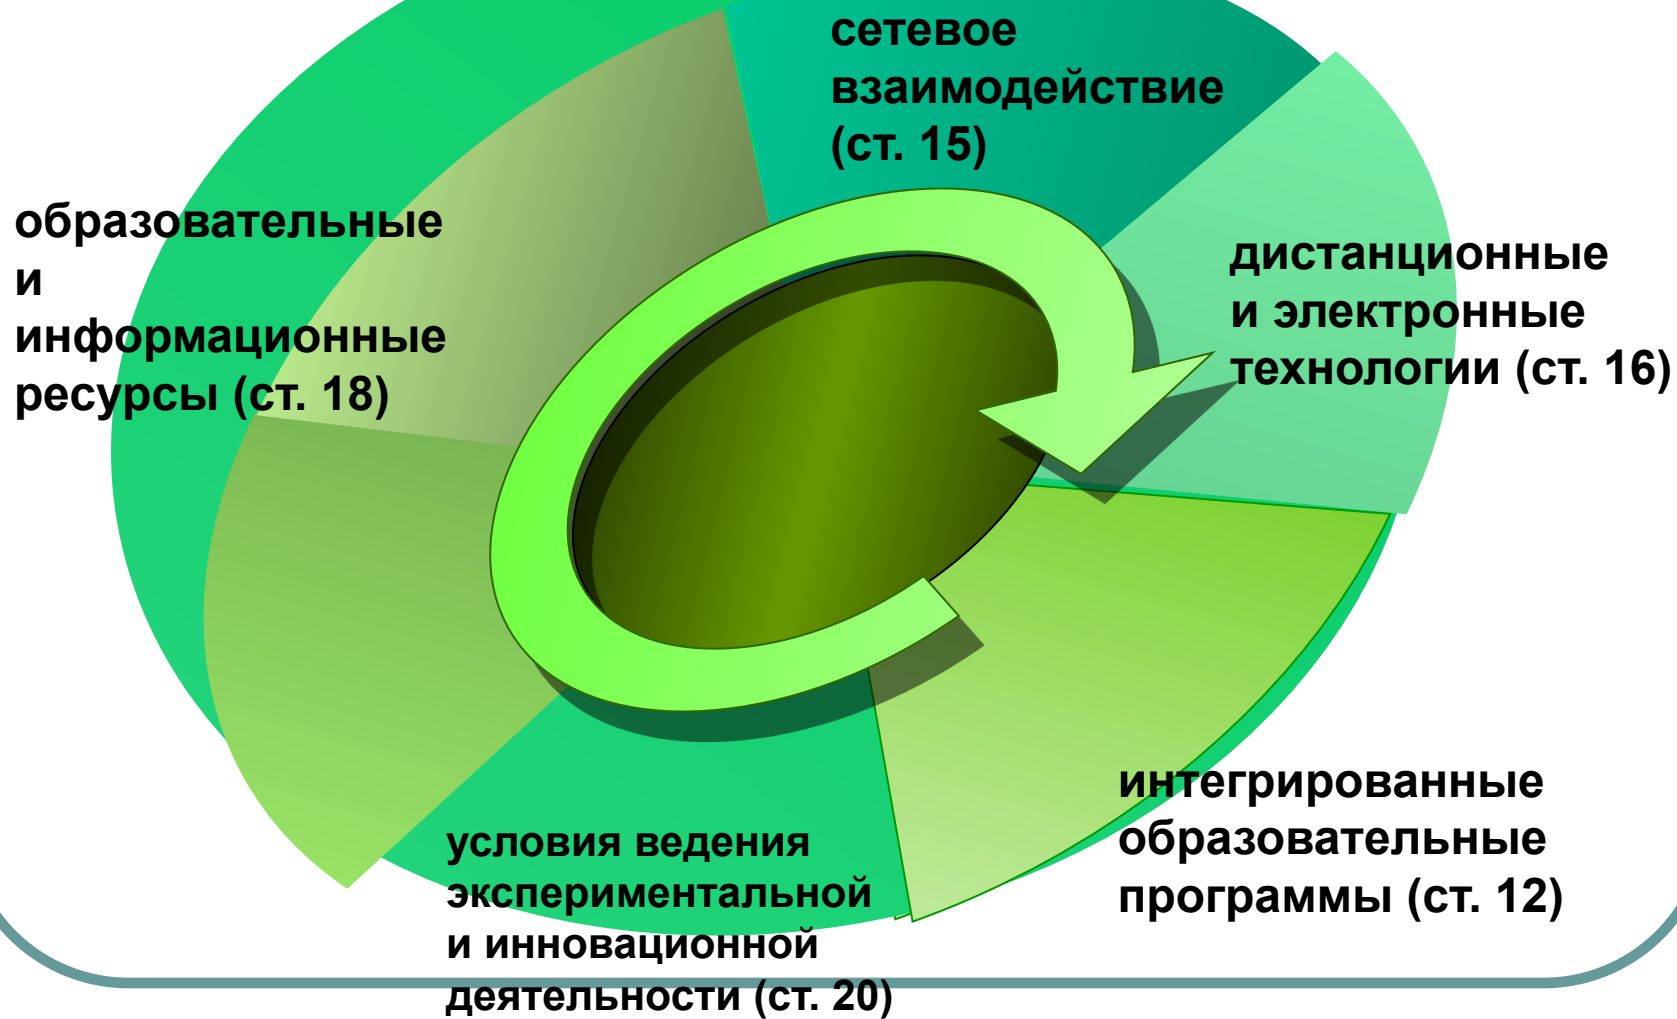 сетевое
взаимодействие
(ст. 15)
образовательные
и
информационные
ресурсы (ст. 18)
дистанционные
и электронные
технологии (ст. 16)
интегрированные
образовательные
программы (ст. 12)
условия ведения
экспериментальной
и инновационной
деятельности (ст. 20)